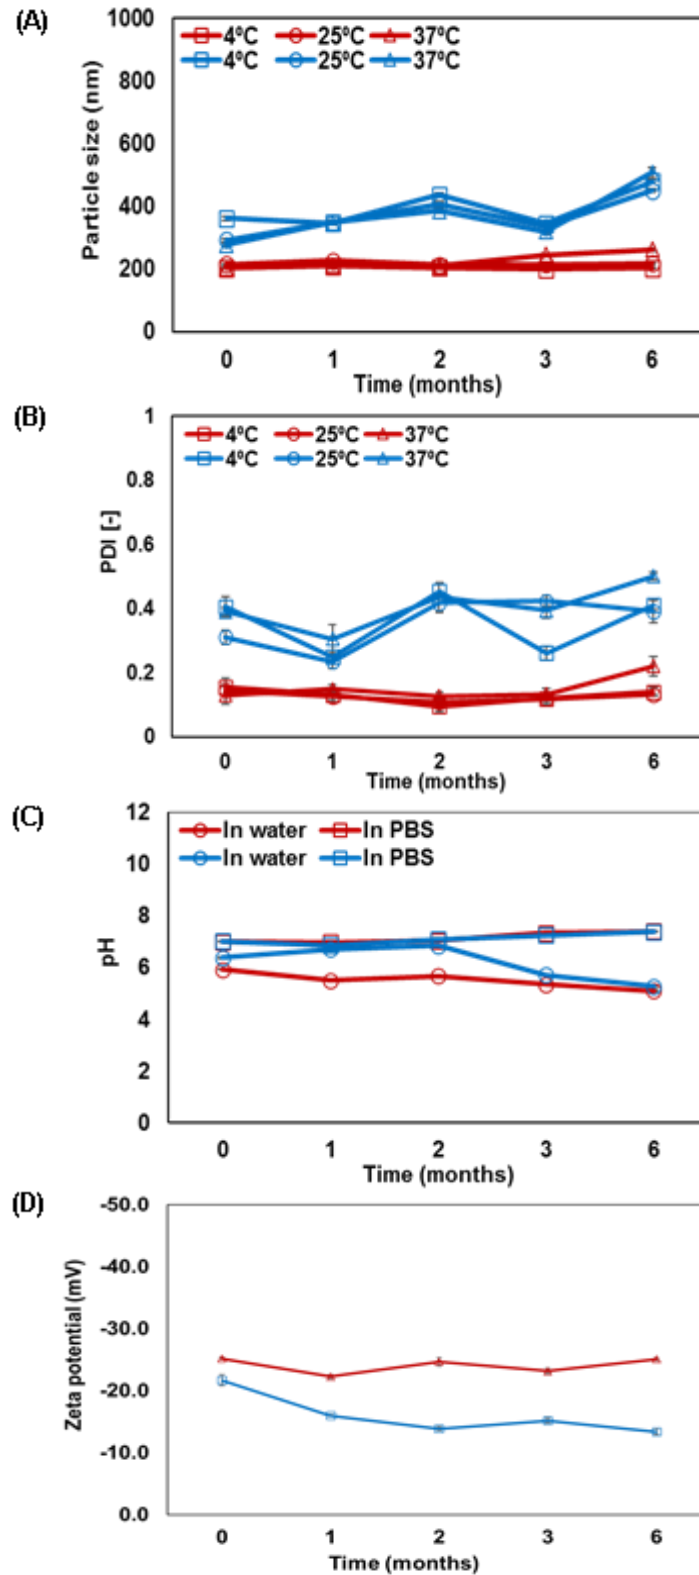 (A)
1000
800
600
400
200
0
4ºC 25ºC 37ºC
4ºC 25ºC 37ºC
Particle size (nm)
0 1 2 3 6
Time (months)
(B)
1
0.8
0.6
0.4
0.2
0
4ºC 25ºC 37ºC
4ºC 25ºC 37ºC
PDI [-]
0 1 2 3 6
Time (months)
(C)
12
10
8
6
4
2
0
In water In PBS
In water In PBS
pH
0 1 2 3 6
Time (months)
(D)
-50.0
-40.0
-30.0
-20.0
-10.0
0.0
Zeta potential (mV)
0 1 2 3 6
Time (months)